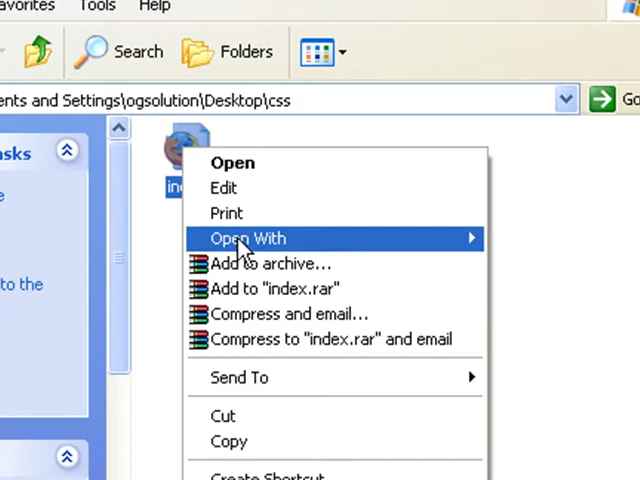 avorites Tools Help
Search Folders
ents and Settings\ogsolution\Desktop\css Go
asks
e
to the
in
Open
Edit
Print
Open With
Add to archive...
Add to "index.rar"
Compress and email...
Compress to "index.rar" and email
Send To
Cut
Copy
Create Shortcut